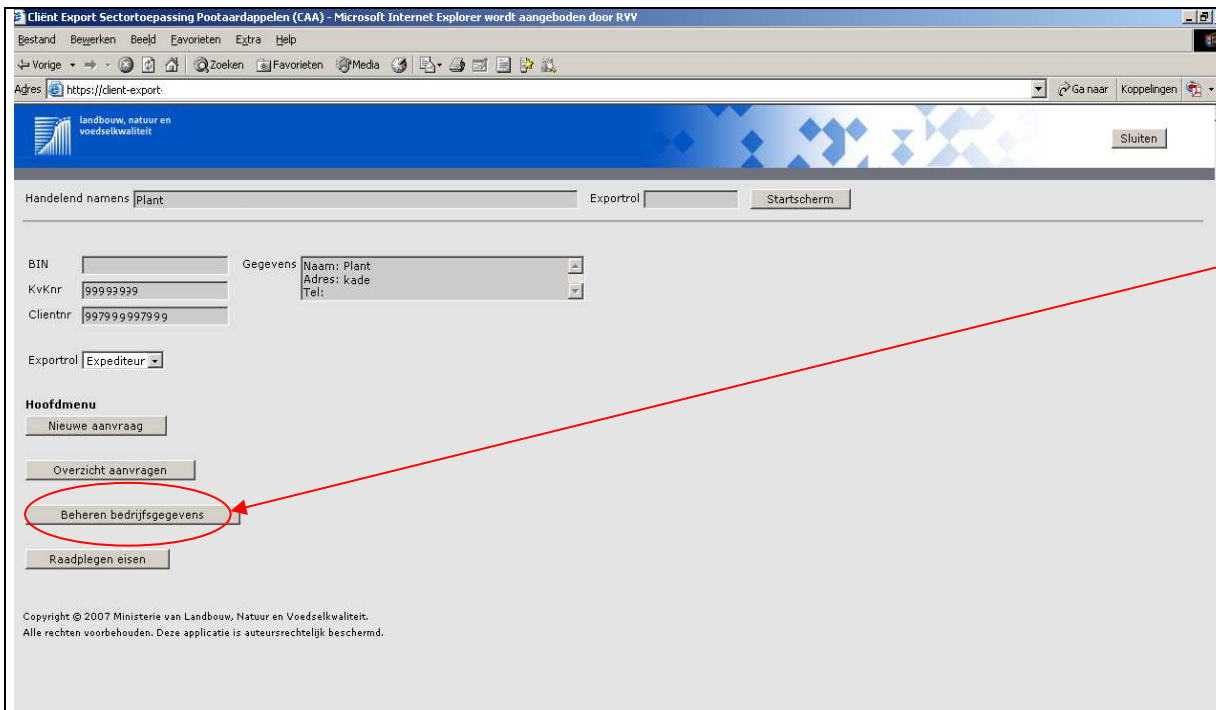 Cliënt Export Sectortoepassing Pootaardappelen (CAA) - Microsoft Internet Explorer wordt aangeboden door RVV
Bestand Bewerken Beeld Favorieten Extra Help
Vorige Zoeken Favorieten Media
Adres https://client-export- Ga naar Koppelingen
landbouw, natuur en
voedselkwaliteit
Sluiten
Handelend namens Plant Exportrol Startscherm
BIN Gegevens Naam: Plant
Adres: kade
KvKnr 99999999 Tel:
Clientnr 997999997999
Exportrol Expediteur
Hoofdmenu
Nieuwe aanvraag
Overzicht aanvragen
Beheren bedrijfsgegevens
Raadplegen eisen
Copyright © 2007 Ministerie van Landbouw, Natuur en Voedselkwaliteit.
Alle rechten voorbehouden. Deze applicatie is auteursrechtelijk beschermd.